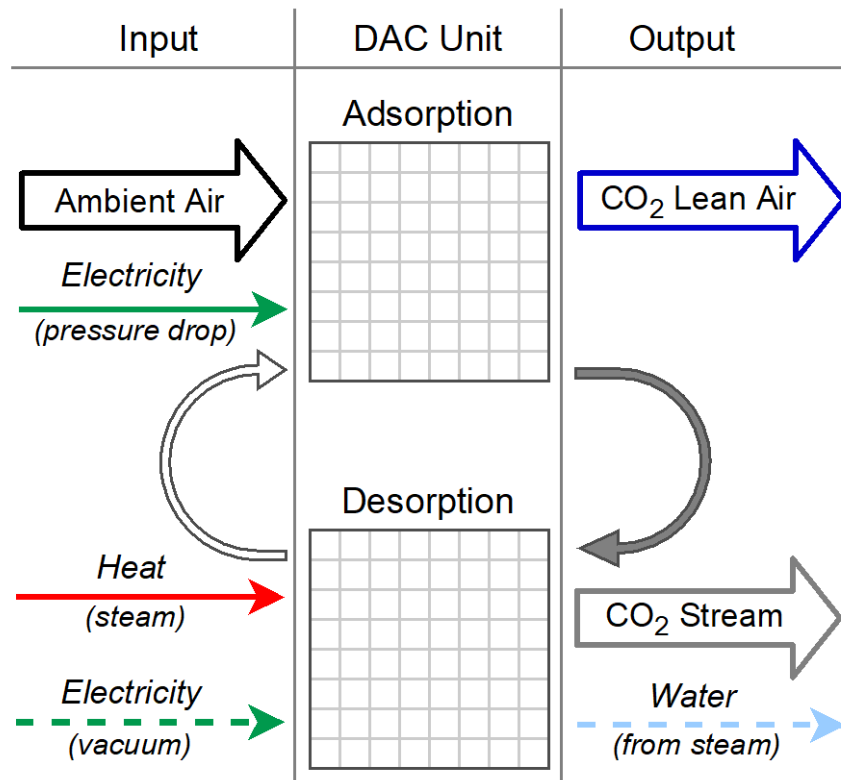 Input
DAC Unit
Output
Adsorption
Ambient Air
CO₂ Lean Air
Electricity
(pressure drop)
Desorption
Heat
(steam)
CO₂ Stream
Electricity
(vacuum)
Water
(from steam)